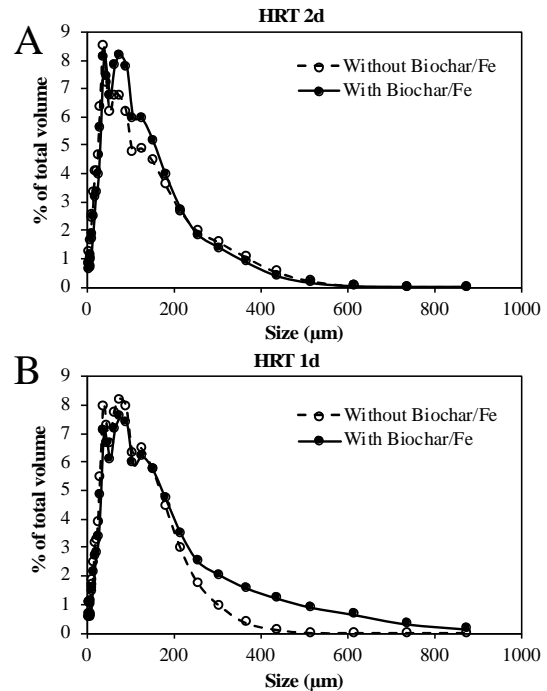 A
HRT 2d
9
8
7
6
5
4
3
2
1
0
% of total volume
Without Biochar/Fe
With Biochar/Fe
0 200 400 600 800 1000
Size (µm)
B
HRT 1d
9
8
7
6
5
4
3
2
1
0
% of total volume
Without Biochar/Fe
With Biochar/Fe
0 200 400 600 800 1000
Size (µm)